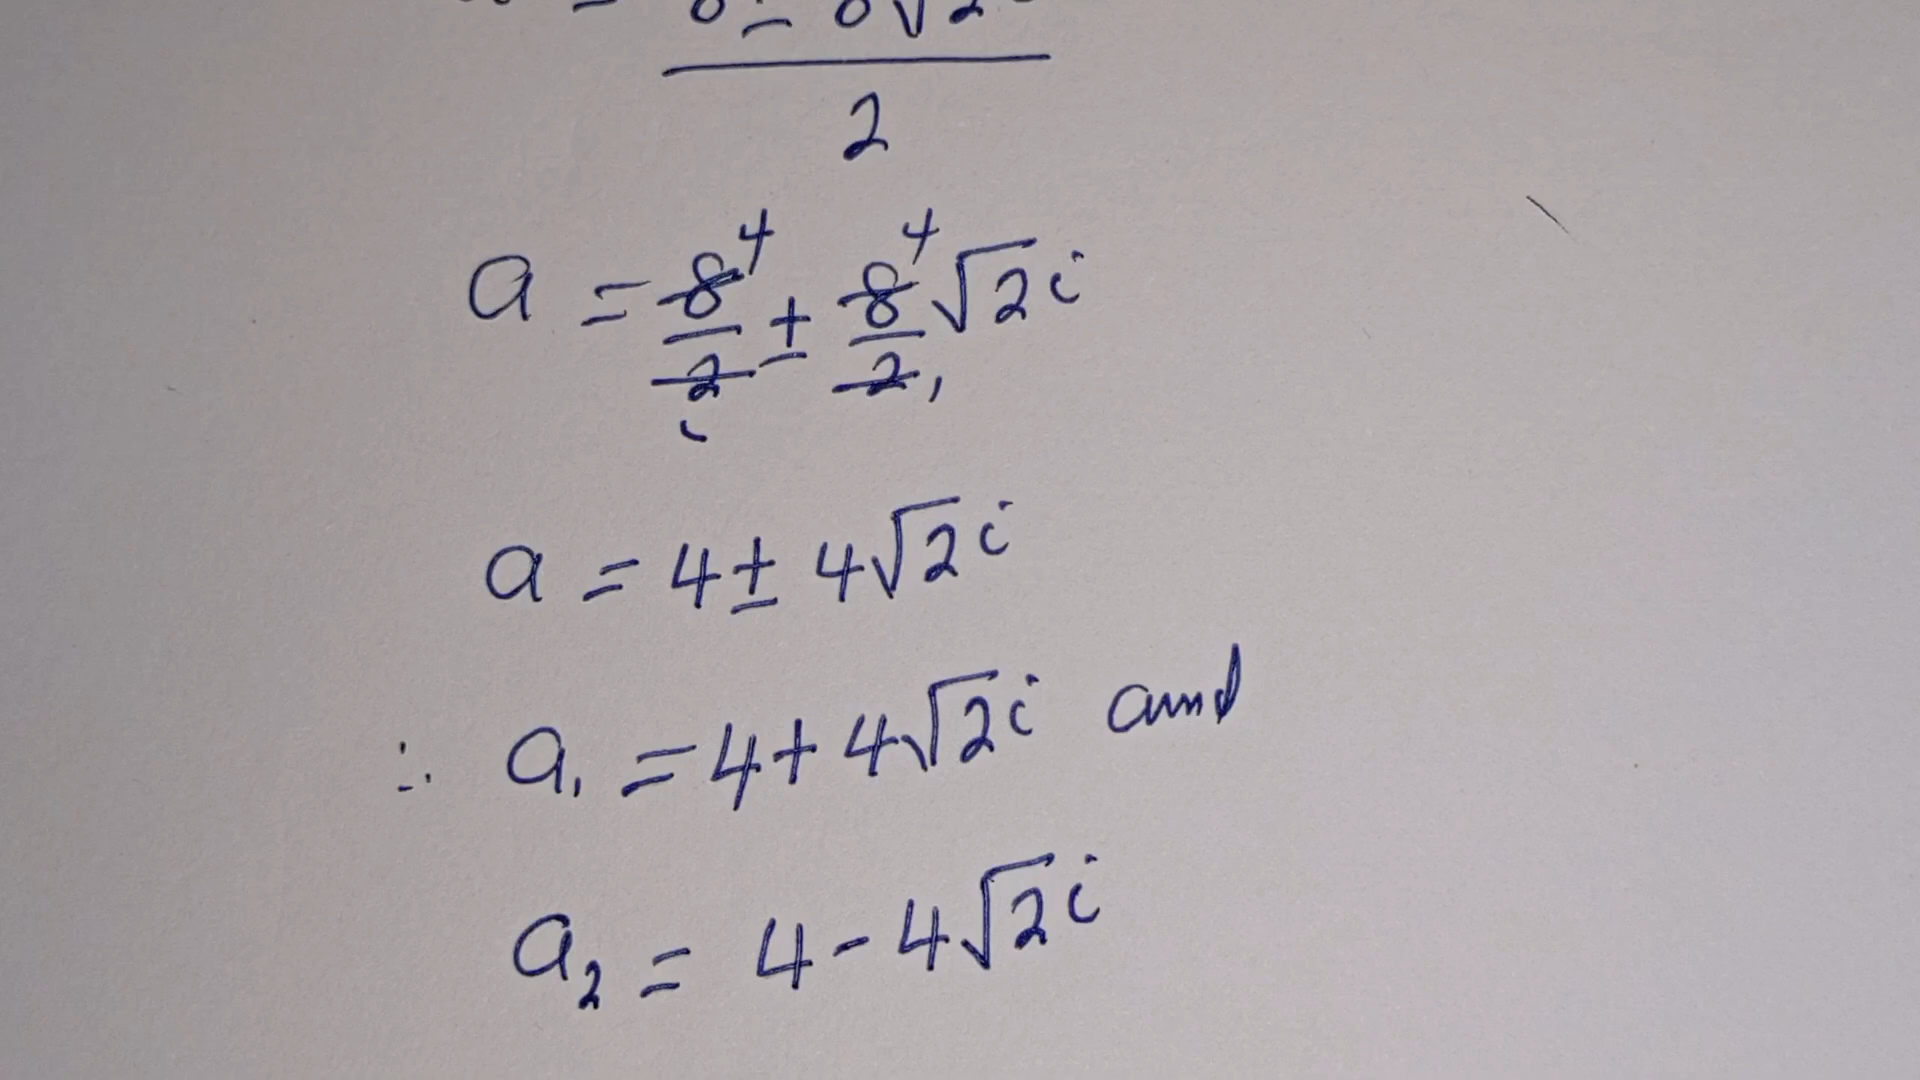 2
a = 8/2 ± 8/2 √2 i
a = 4 ± 4√2 i
∴ a₁ = 4 + 4√2 i and
a₂ = 4 - 4√2 i